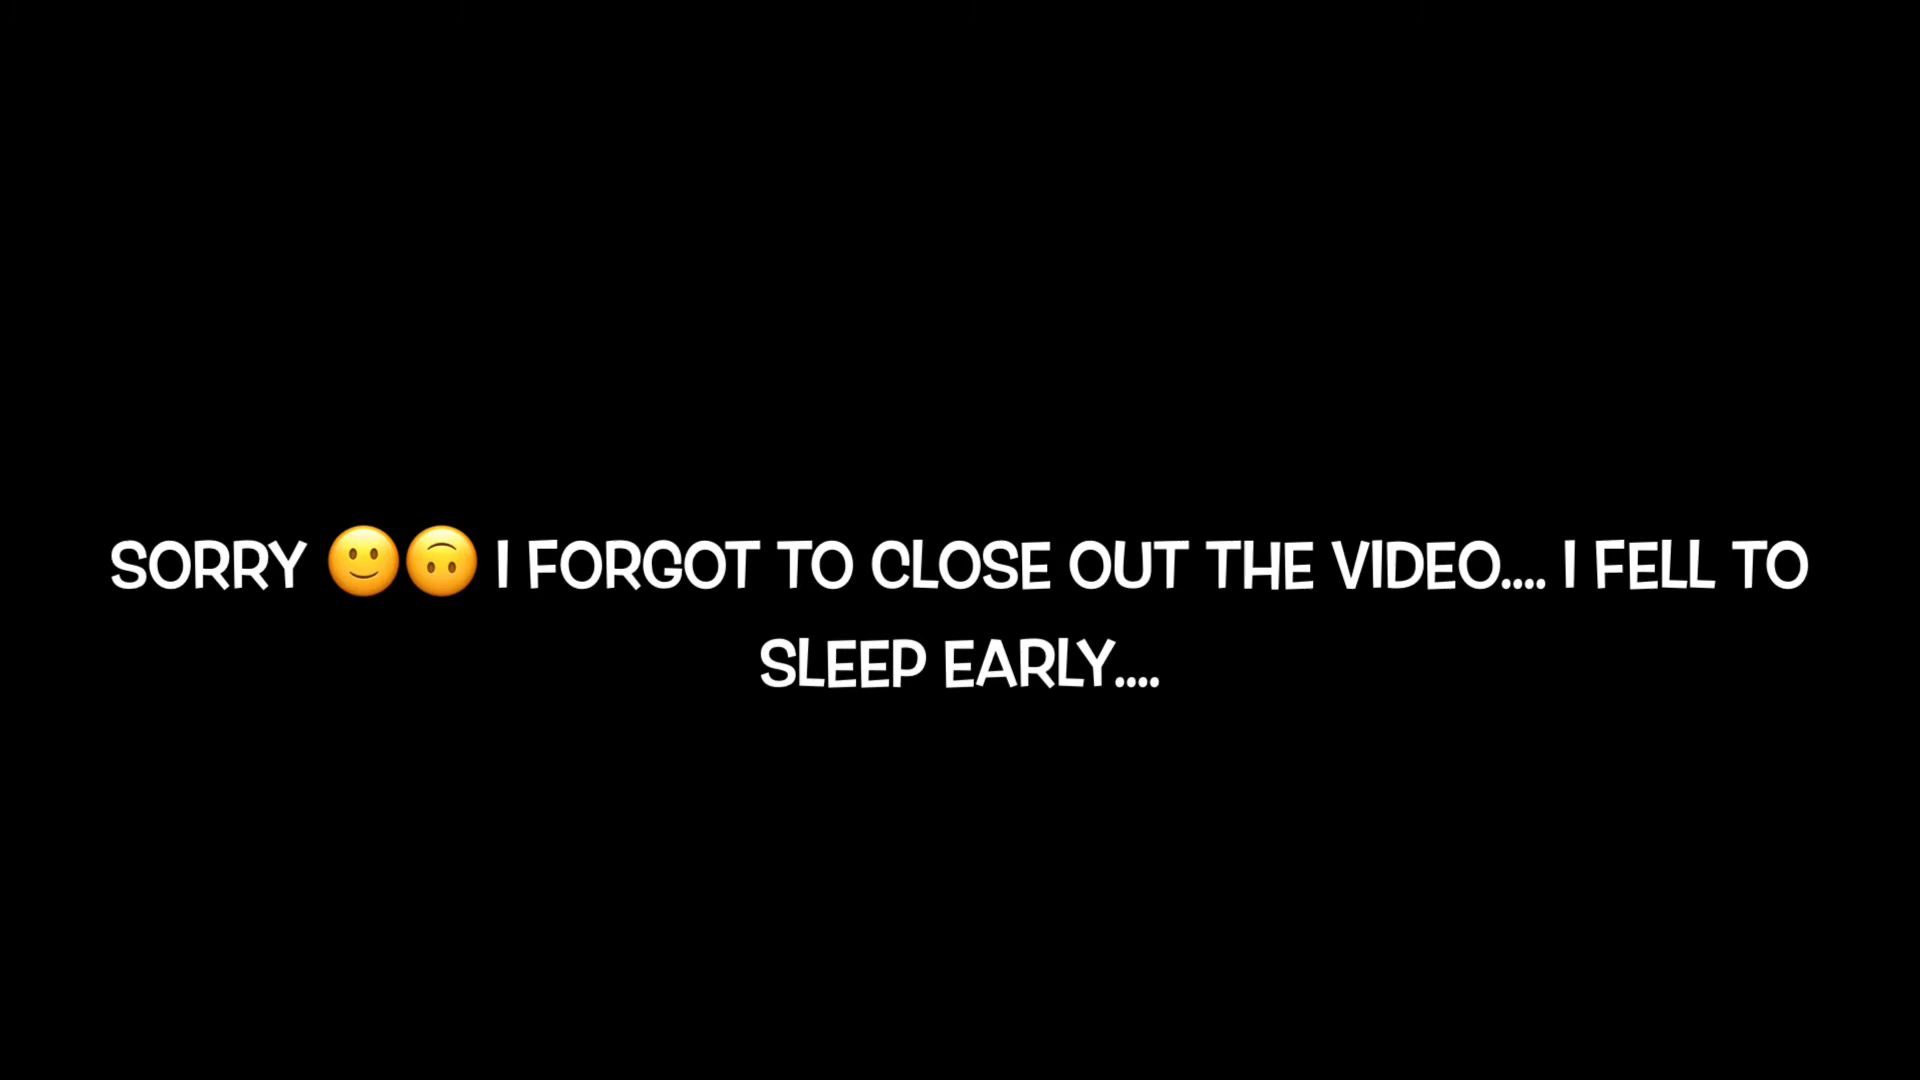 SORRY 🙂🙃 I FORGOT TO CLOSE OUT THE VIDEO.... I FELL TO
SLEEP EARLY....